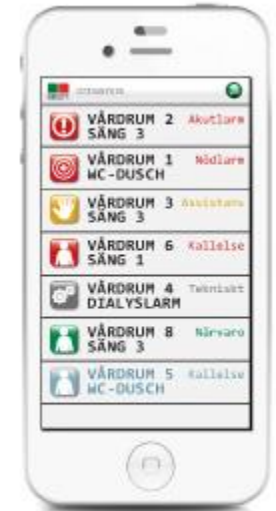 VÅRDRUM 2 Akutlarm
SÄNG 3
VÅRDRUM 1 Nödlarm
WC-DUSCH
VÅRDRUM 3 Assistans
SÄNG 3
VÅRDRUM 6 Kallelse
SÄNG 1
VÅRDRUM 4 Tekniskt
DIALYSLARM
VÅRDRUM 8 Närvaro
SÄNG 3
VÅRDRUM 5 Kallelse
WC-DUSCH